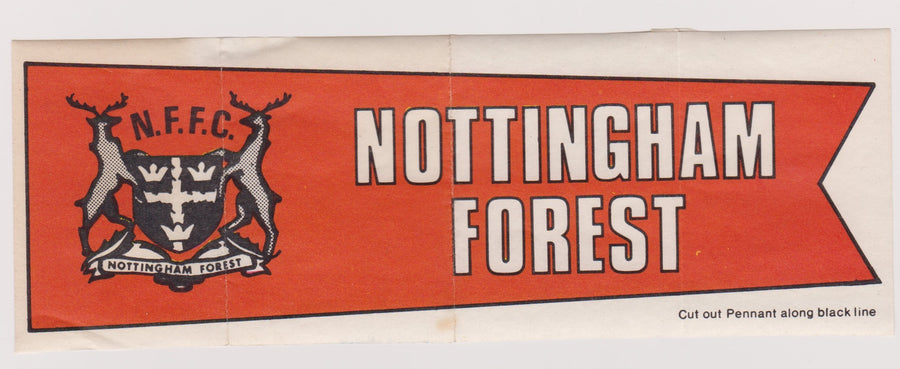 N.F.F.C.
NOTTINGHAM FOREST
NOTTINGHAM
FOREST
Cut out Pennant along black line